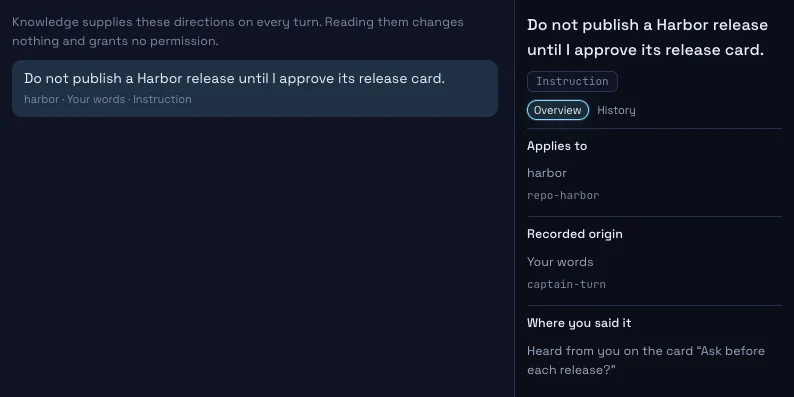 Knowledge supplies these directions on every turn. Reading them changes
nothing and grants no permission.
Do not publish a Harbor release until I approve its release card.
harbor · Your words · Instruction
Do not publish a Harbor release
until I approve its release card.
Instruction
Overview History
Applies to
harbor
repo-harbor
Recorded origin
Your words
captain-turn
Where you said it
Heard from you on the card “Ask before
each release?”